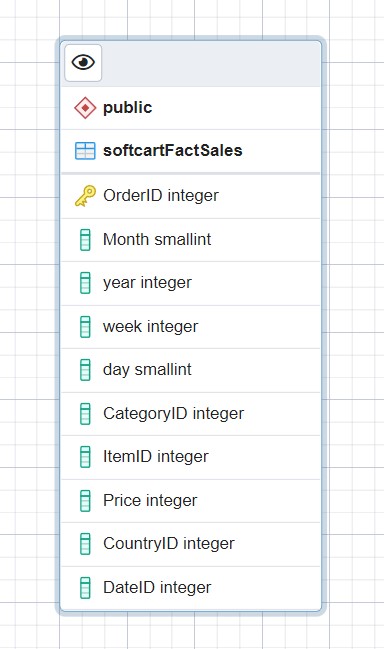 public
softcartFactSales
OrderID integer
Month smallint
year integer
week integer
day smallint
CategoryID integer
ItemID integer
Price integer
CountryID integer
DateID integer